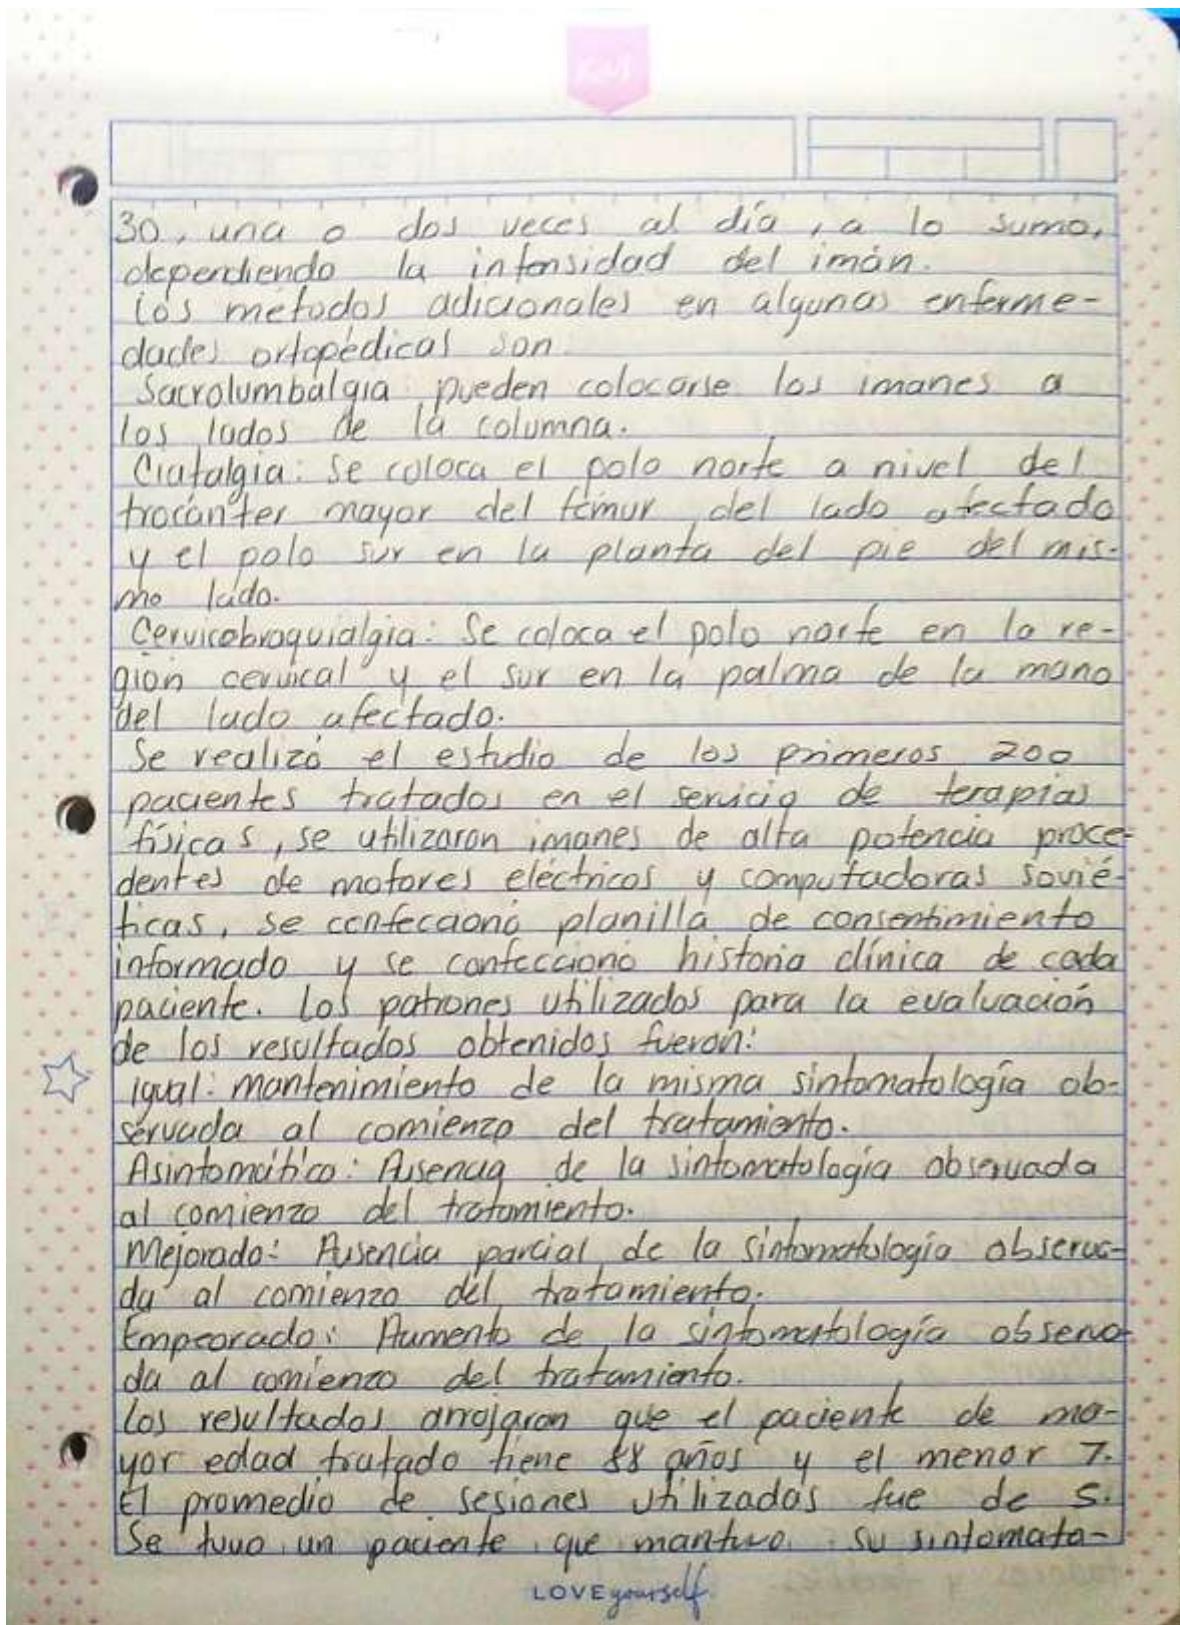 30, una o dos veces al día, a lo sumo,
dependiendo la intensidad del imán.
Los metodos adicionales en algunas enferme-
dades ortopédicas son
Sacrolumbalgia: pueden colocarse los imanes a
los lados de la columna.
Ciatalgia: Se coloca el polo norte a nivel del
trocánter mayor del fémur, del lado afectado
y el polo sur en la planta del pie del mis-
mo lado.
Cervicobraquialgia: Se coloca el polo norte en la re-
gión cervical y el sur en la palma de la mano
del lado afectado.
Se realizó el estudio de los primeros 200
pacientes tratados en el servicio de terapias
físicas, se utilizaron imanes de alta potencia proce-
dentes de motores eléctricos y computadoras sovié-
ticas, se confeccionó planilla de consentimiento
informado y se confeccionó historia clínica de cada
paciente. Los patrones utilizados para la evaluación
de los resultados obtenidos fueron:
Igual: mantenimiento de la misma sintomatología ob-
servada al comienzo del tratamiento.
Asintomático: Ausencia de la sintomatología observada
al comienzo del tratamiento.
Mejorado: Ausencia parcial de la sintomatología observa-
da al comienzo del tratamiento.
Empeorado: Aumento de la sintomatología observa-
da al comienzo del tratamiento.
Los resultados arrojaron que el paciente de ma-
yor edad tratado tiene 88 años y el menor 7.
El promedio de sesiones utilizadas fue de 5.
Se tuvo un paciente que mantuvo su sintomato-
LOVE yourself